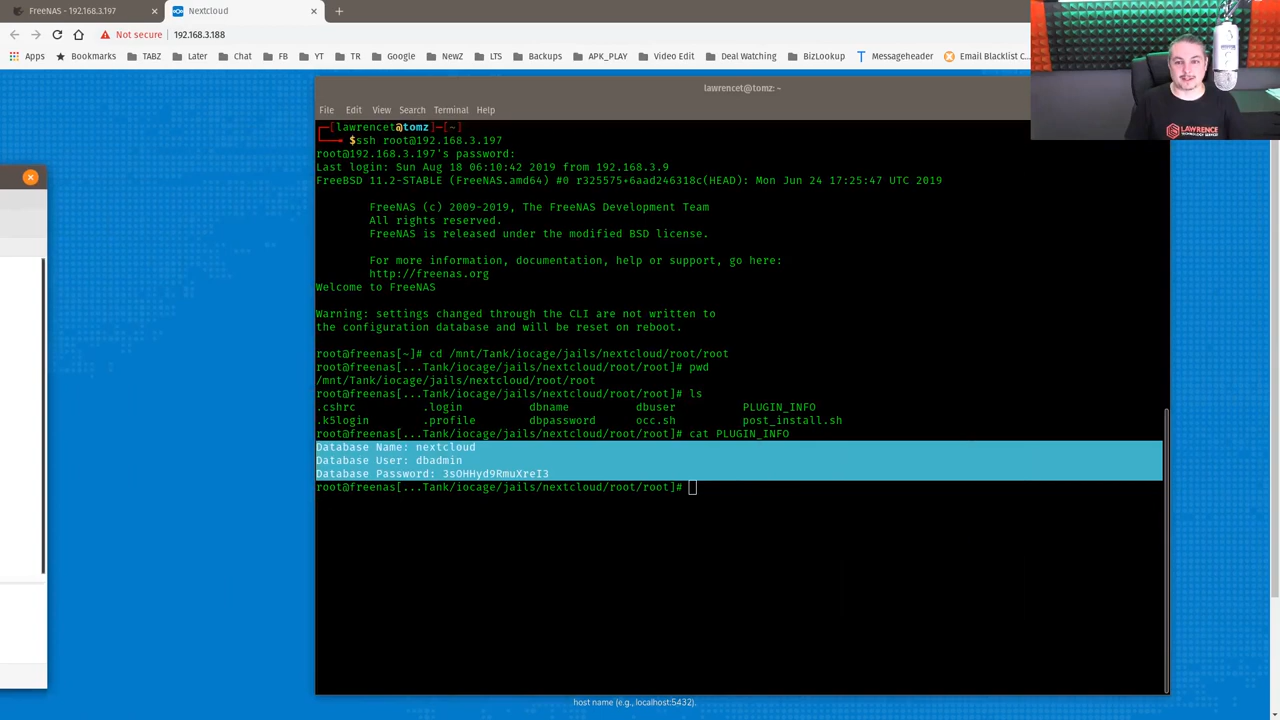 FreeNAS - 192.168.3.197
Nextcloud
Not secure
192.168.3.188
Apps
Bookmarks
TABZ
Later
Chat
FB
YT
TR
Google
NewZ
LTS
Backups
APK_PLAY
Video Edit
Deal Watching
BizLookup
Messageheader
Email Blacklist C...
lawrencet@tomz: ~
File Edit View Search Terminal Help
[lawrencet@tomz]─[~]
$ssh root@192.168.3.197
root@192.168.3.197's password:
Last login: Sun Aug 18 06:10:42 2019 from 192.168.3.9
FreeBSD 11.2-STABLE (FreeNAS.amd64) #0 r325575+6aad246318c(HEAD): Mon Jun 24 17:25:47 UTC 2019
FreeNAS (c) 2009-2019, The FreeNAS Development Team
All rights reserved.
FreeNAS is released under the modified BSD license.
For more information, documentation, help or support, go here:
http://freenas.org
Welcome to FreeNAS
Warning: settings changed through the CLI are not written to
the configuration database and will be reset on reboot.
root@freenas[~]# cd /mnt/Tank/iocage/jails/nextcloud/root/root
root@freenas[...Tank/iocage/jails/nextcloud/root/root]# pwd
/mnt/Tank/iocage/jails/nextcloud/root/root
root@freenas[...Tank/iocage/jails/nextcloud/root/root]# ls
.cshrc .login dbname dbuser PLUGIN_INFO
.k5login .profile dbpassword occ.sh post_install.sh
root@freenas[...Tank/iocage/jails/nextcloud/root/root]# cat PLUGIN_INFO
Database Name: nextcloud
Database User: dbadmin
Database Password: 3sOHHyd9RmuXreI3
root@freenas[...Tank/iocage/jails/nextcloud/root/root]#
host name (e.g., localhost:5432).
LAWRENCE